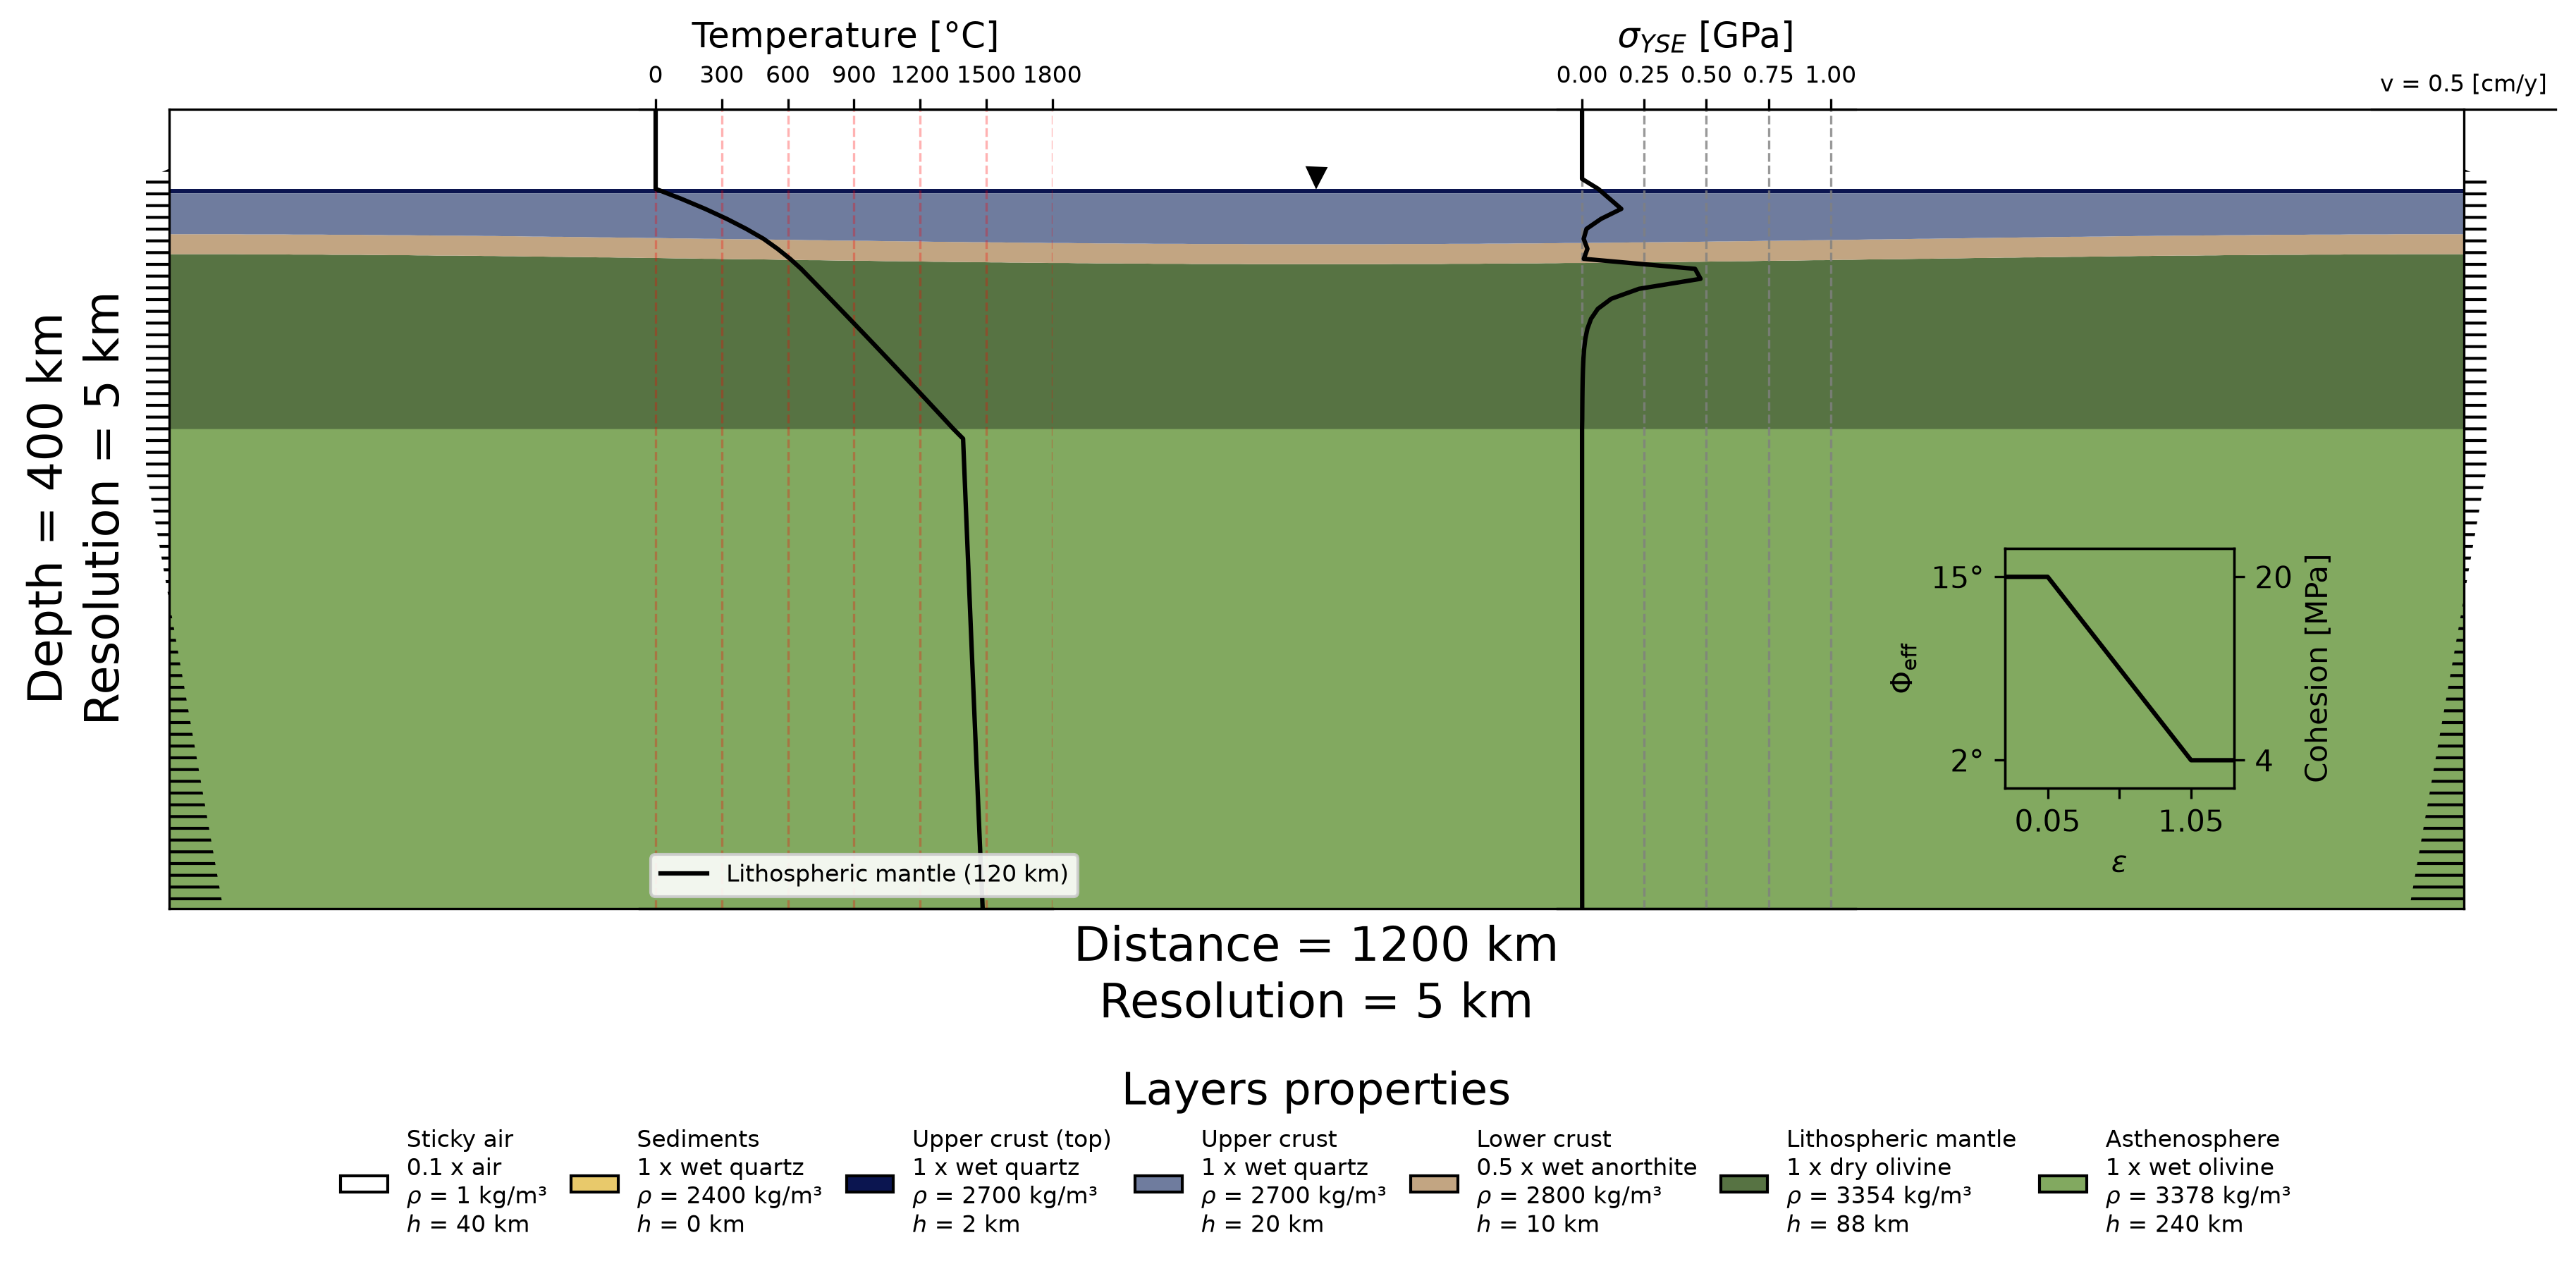 Temperature [°C]
0 300 600 900 1200 1500 1800
σYSE [GPa]
0.00 0.25 0.50 0.75 1.00
v = 0.5 [cm/y]
Depth = 400 km
Resolution = 5 km
15°
2°
Φeff
20
4
Cohesion [MPa]
0.05 1.05
ε
Lithospheric mantle (120 km)
Distance = 1200 km
Resolution = 5 km
Layers properties
Sticky air
0.1 x air
ρ = 1 kg/m³
h = 40 km
Sediments
1 x wet quartz
ρ = 2400 kg/m³
h = 0 km
Upper crust (top)
1 x wet quartz
ρ = 2700 kg/m³
h = 2 km
Upper crust
1 x wet quartz
ρ = 2700 kg/m³
h = 20 km
Lower crust
0.5 x wet anorthite
ρ = 2800 kg/m³
h = 10 km
Lithospheric mantle
1 x dry olivine
ρ = 3354 kg/m³
h = 88 km
Asthenosphere
1 x wet olivine
ρ = 3378 kg/m³
h = 240 km